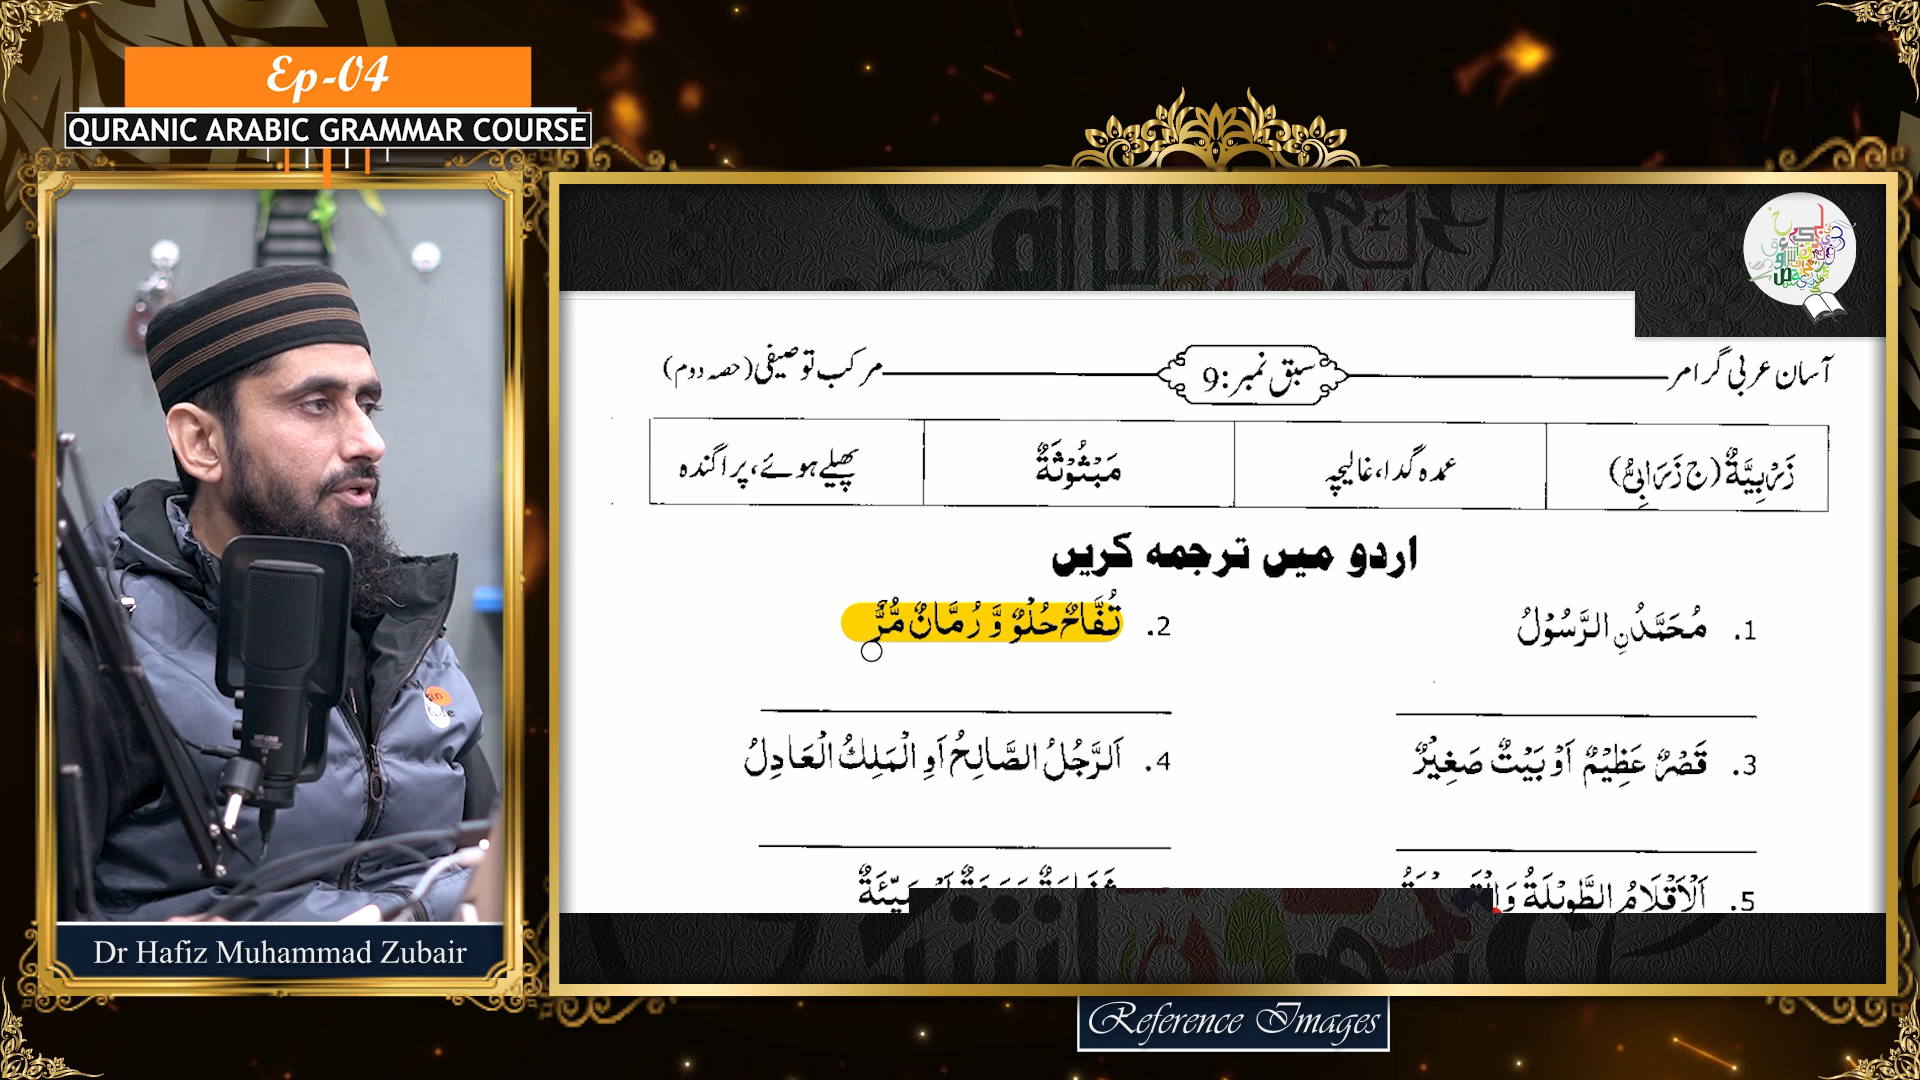 Ep-04
QURANIC ARABIC GRAMMAR COURSE
آسان عربی گرامر
سبق نمبر: 9
مرکب توصیفی (حصہ دوم)
زَرْبِيَّةٌ (ج زَرَابِيُّ)
عمدہ گدا، غالیچہ
مَبْثُوْثَةٌ
پھیلے ہوئے، پراگندہ
اردو میں ترجمہ کریں
1. مُحَمَّدُنِ الرَّسُوْلُ
2. تُفَّاحٌ حُلْوٌ وَّ رُمَّانٌ مُّرٌّ
3. قَصْرٌ عَظِيْمٌ اَوْ بَيْتٌ صَغِيْرٌ
4. اَلرَّجُلُ الصَّالِحُ اَوِ الْمَلِكُ الْعَادِلُ
5. اَلْاَقْلَامُ الطَّوِيْلَةُ
Dr Hafiz Muhammad Zubair
Reference Images